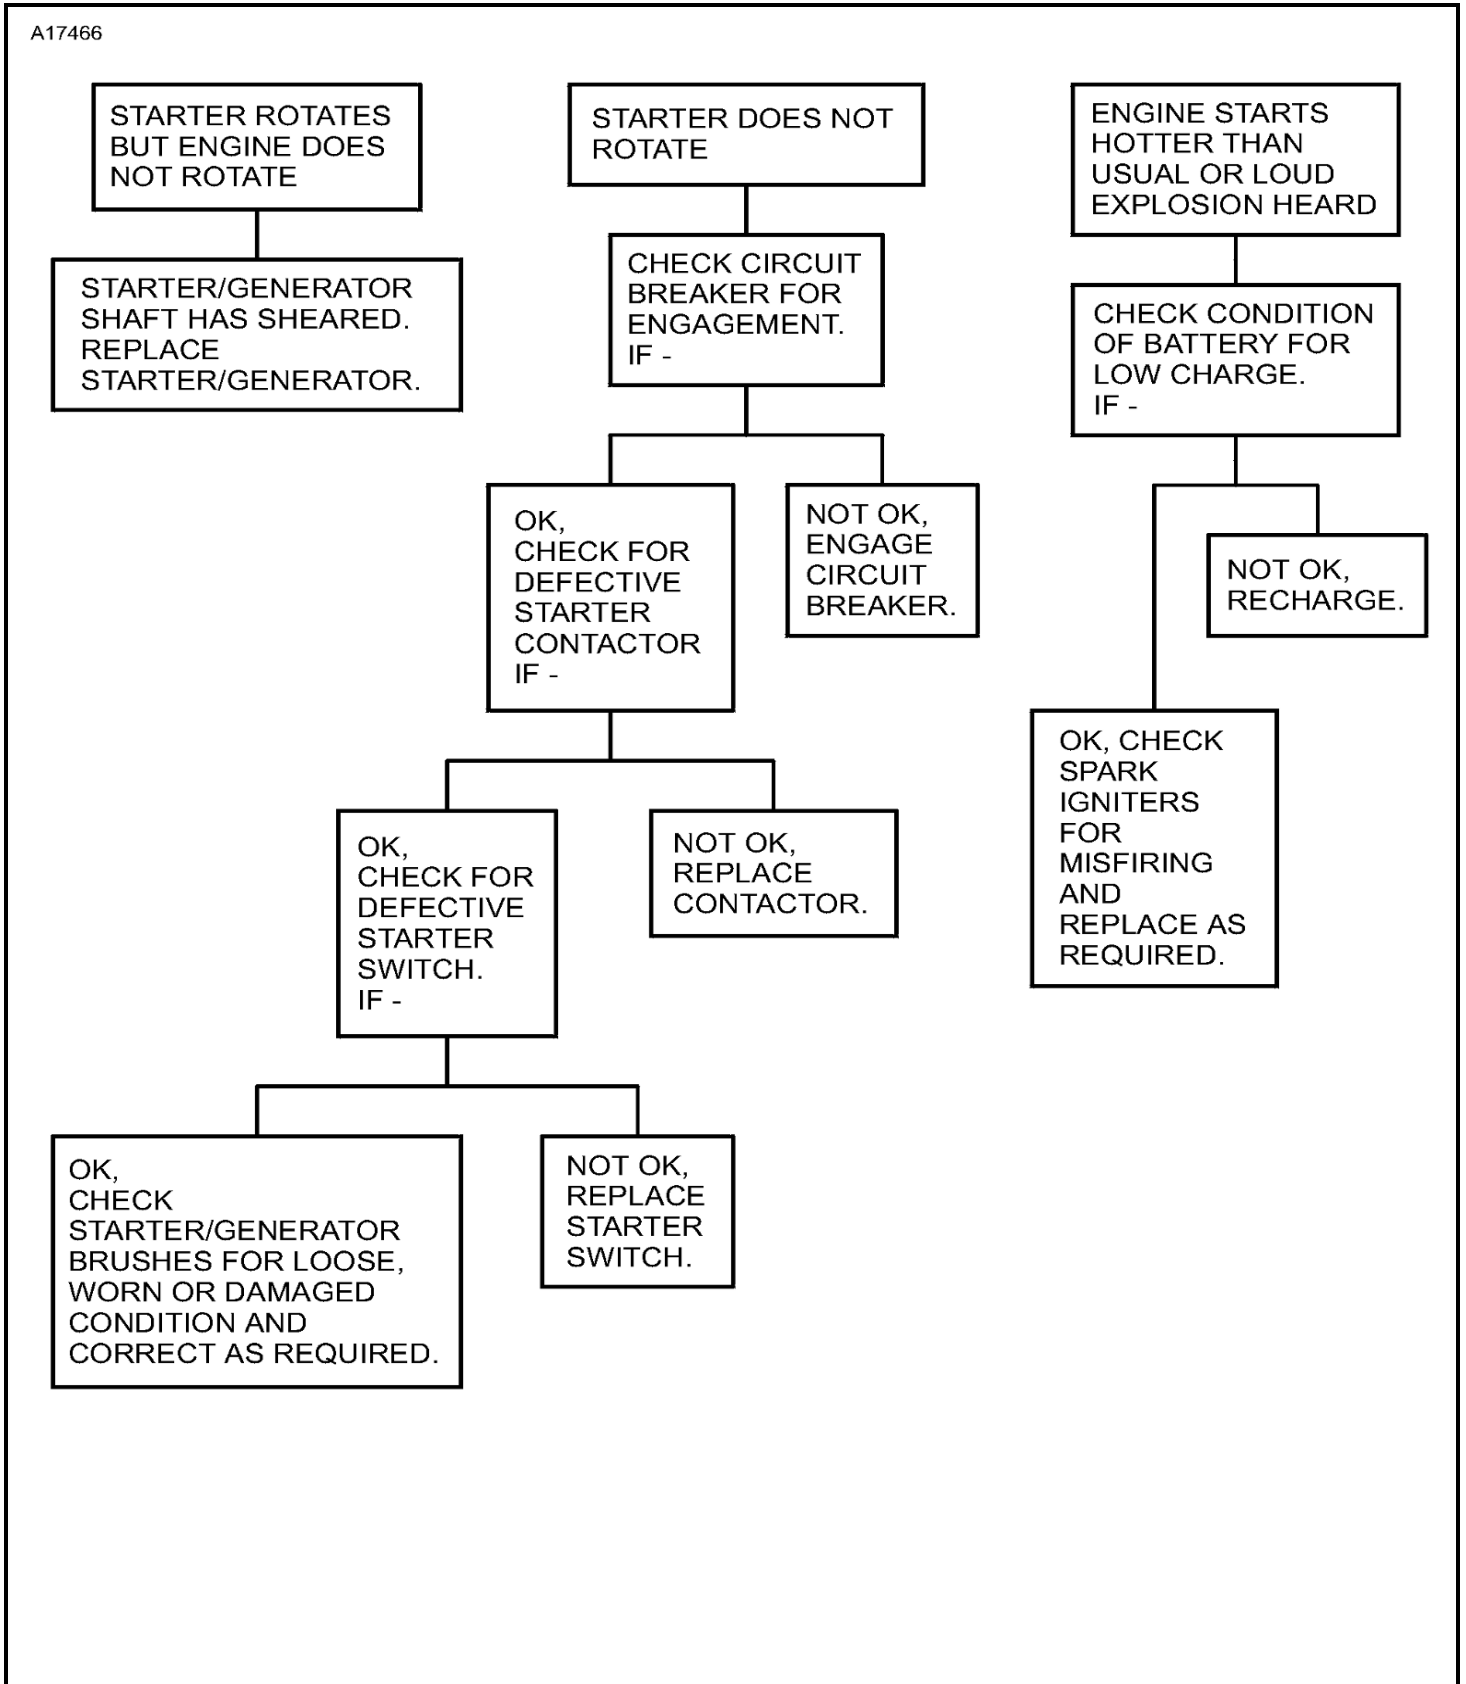 A17466
STARTER ROTATES
BUT ENGINE DOES
NOT ROTATE
STARTER/GENERATOR
SHAFT HAS SHEARED.
REPLACE
STARTER/GENERATOR.
STARTER DOES NOT
ROTATE
CHECK CIRCUIT
BREAKER FOR
ENGAGEMENT.
IF -
OK,
CHECK FOR
DEFECTIVE
STARTER
CONTACTOR
IF -
NOT OK,
ENGAGE
CIRCUIT
BREAKER.
OK,
CHECK FOR
DEFECTIVE
STARTER
SWITCH.
IF -
NOT OK,
REPLACE
CONTACTOR.
OK,
CHECK
STARTER/GENERATOR
BRUSHES FOR LOOSE,
WORN OR DAMAGED
CONDITION AND
CORRECT AS REQUIRED.
NOT OK,
REPLACE
STARTER
SWITCH.
ENGINE STARTS
HOTTER THAN
USUAL OR LOUD
EXPLOSION HEARD
CHECK CONDITION
OF BATTERY FOR
LOW CHARGE.
IF -
NOT OK,
RECHARGE.
OK, CHECK
SPARK
IGNITERS
FOR
MISFIRING
AND
REPLACE AS
REQUIRED.